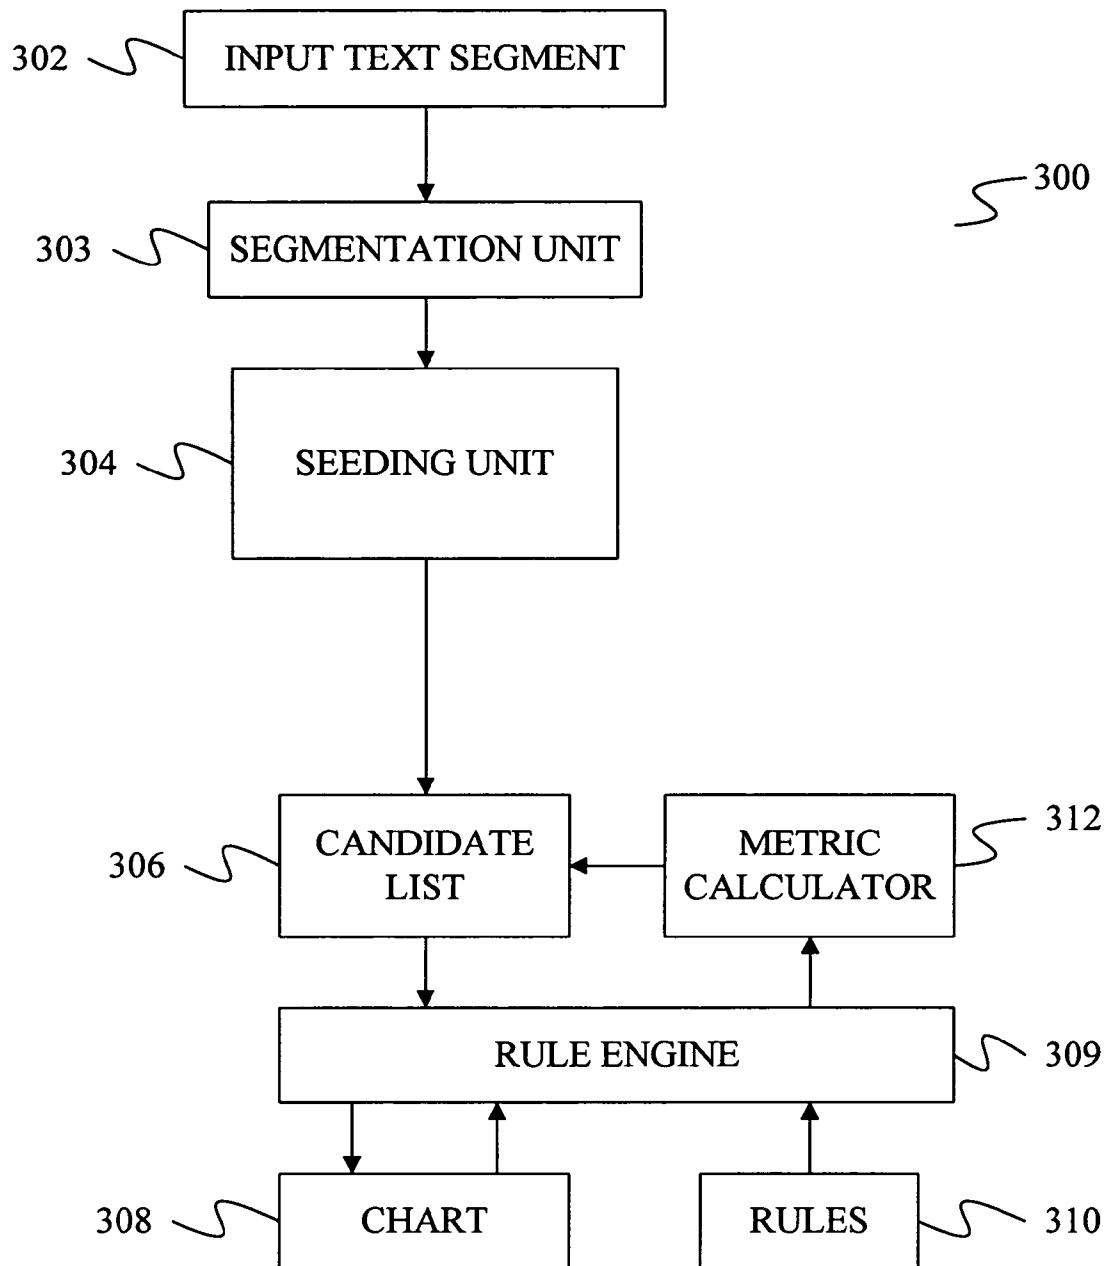 302
INPUT TEXT SEGMENT
300
303
SEGMENTATION UNIT
304
SEEDING UNIT
306
CANDIDATE
LIST
METRIC
CALCULATOR
312
RULE ENGINE
309
308
CHART
RULES
310